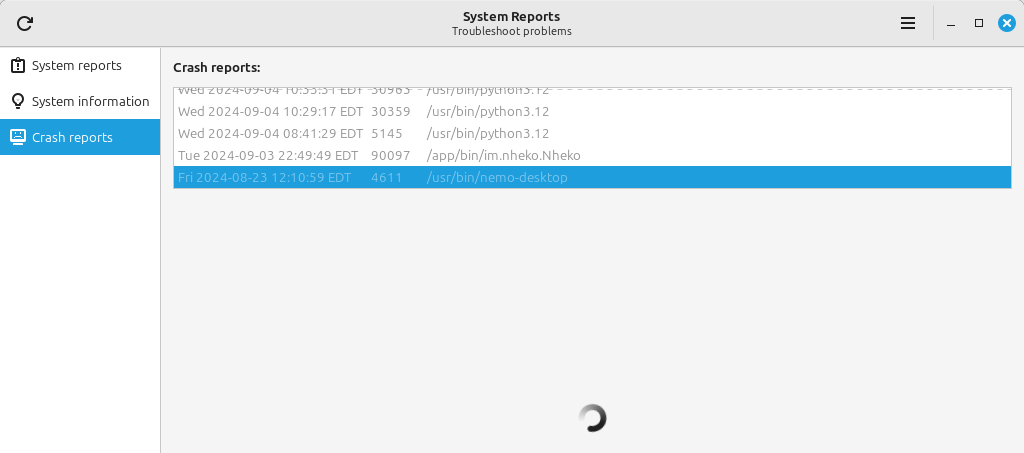 System Reports
Troubleshoot problems
System reports
System information
Crash reports
Crash reports:
Wed 2024-09-04 10:33:31 EDT 30963 /usr/bin/python3.12
Wed 2024-09-04 10:29:17 EDT 30359 /usr/bin/python3.12
Wed 2024-09-04 08:41:29 EDT 5145 /usr/bin/python3.12
Tue 2024-09-03 22:49:49 EDT 90097 /app/bin/im.nheko.Nheko
Fri 2024-08-23 12:10:59 EDT 4611 /usr/bin/nemo-desktop